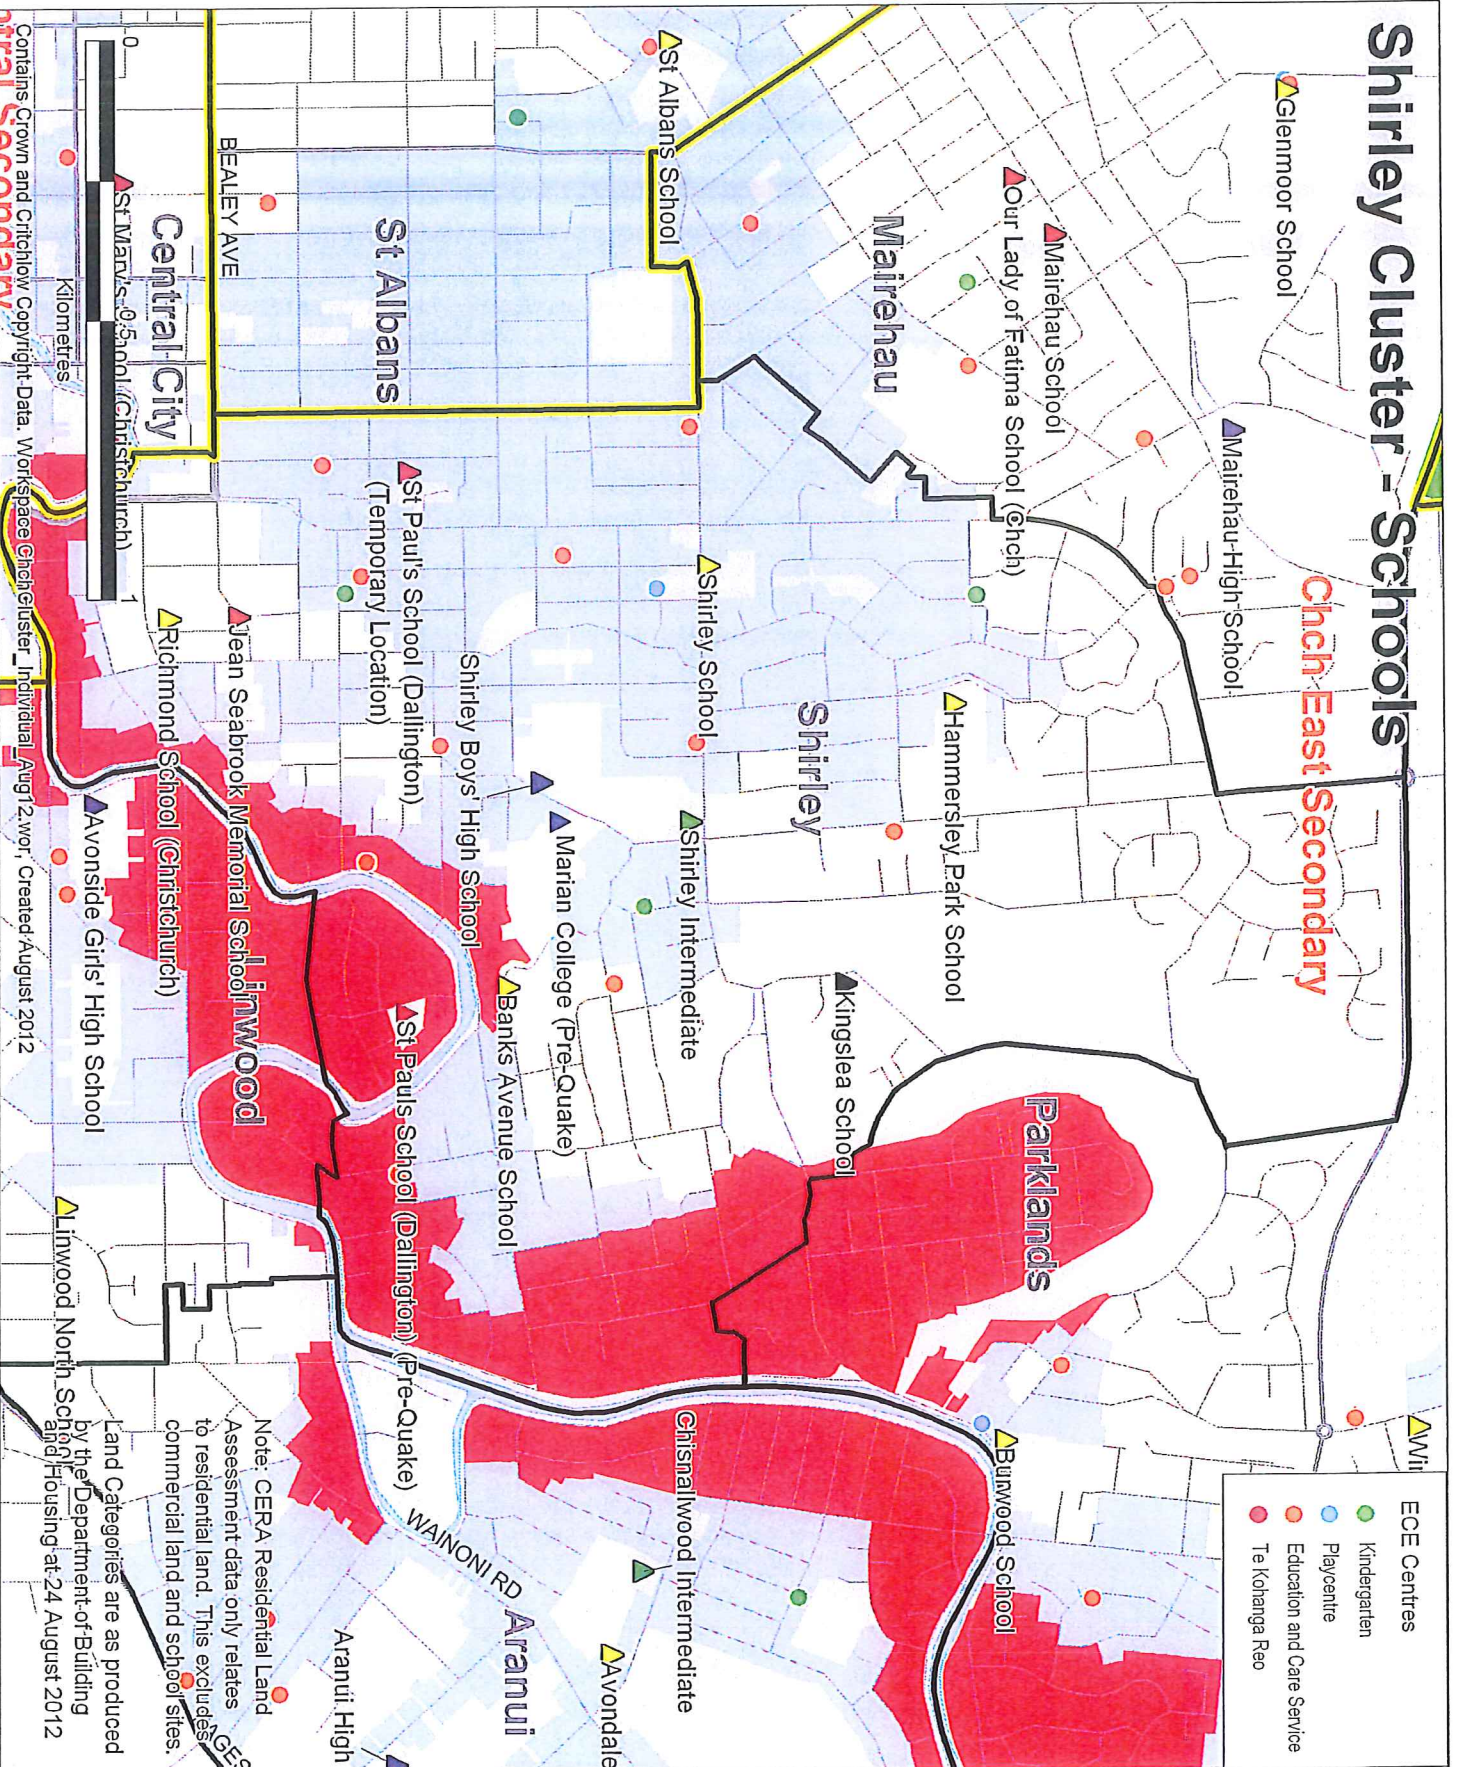 Shirley Cluster - Schools
Chch East Secondary
Glenmoor School
Mairehau High School
Mairehau School
Our Lady of Fatima School (Chch)
Hammersley Park School
Mairehau
Kingslea School
Parklands
Shirley
St Albans School
Shirley School
Shirley Intermediate
Burwood School
Chisnallwood Intermediate
Marian College (Pre-Quake)
Shirley Boys' High School
Banks Avenue School
St Albans
St Paul's School (Dallington)
(Temporary Location)
St Pauls School (Dallington) (Pre-Quake)
WAINONI RD
Aranui
Avondale
Aranui High
BEALEY AVE
Jean Seabrook Memorial School
Linwood
Richmond School (Christchurch)
Central City
St Mary's School (Christchurch)
Avonside Girls' High School
Linwood North School
0
0.5
1
Kilometres
ECE Centres
Kindergarten
Playcentre
Education and Care Service
Te Kohanga Reo
Note: CERA Residential Land
Assessment data only relates
to residential land. This excludes
commercial land and school sites.
Land Categories are as produced
by the Department of Building
and Housing at 24 August 2012
Contains Crown and Critchlow Copyright Data. Workspace ChchCluster_Individual_Aug12.wor, Created August 2012
Secondary